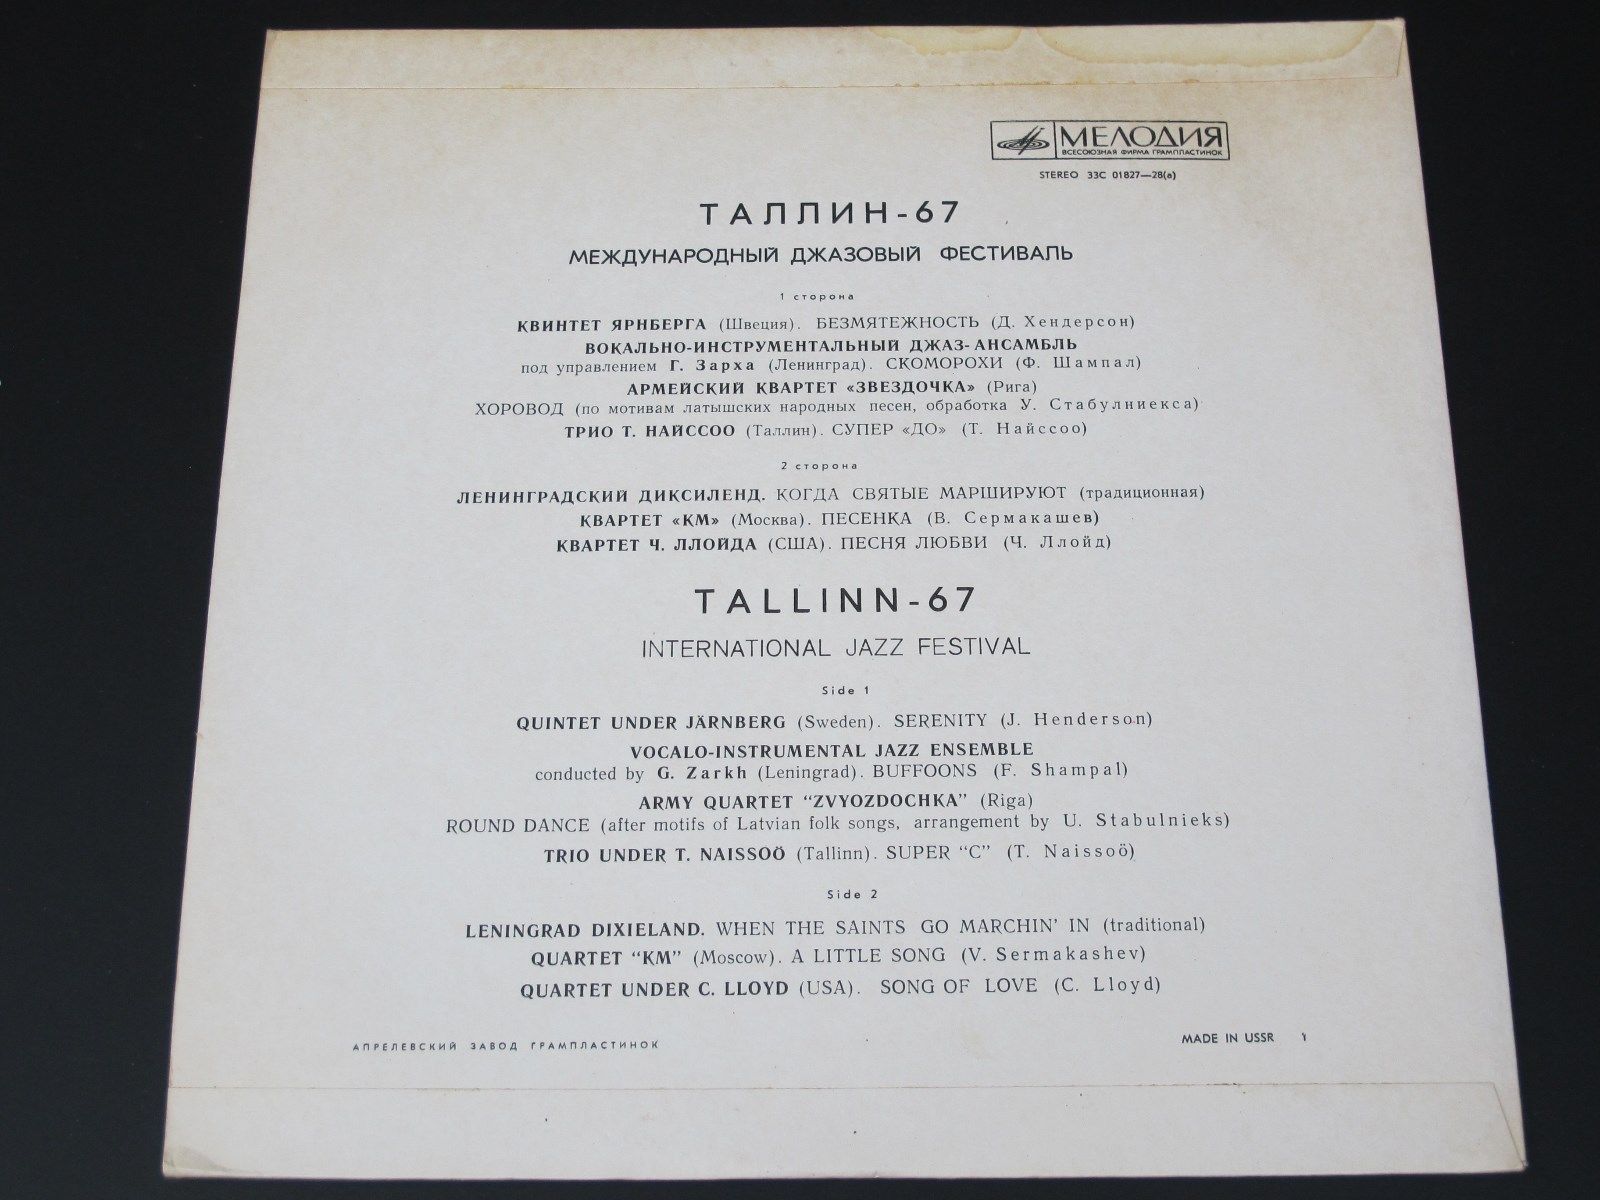 МЕЛОДИЯ
ВСЕСОЮЗНАЯ ФИРМА ГРАМПЛАСТИНОК
STEREO 33С 01827—28(а)
ТАЛЛИН-67
МЕЖДУНАРОДНЫЙ ДЖАЗОВЫЙ ФЕСТИВАЛЬ
1 сторона
КВИНТЕТ ЯРНБЕРГА (Швеция). БЕЗМЯТЕЖНОСТЬ (Д. Хендерсон)
ВОКАЛЬНО-ИНСТРУМЕНТАЛЬНЫЙ ДЖАЗ-АНСАМБЛЬ
под управлением Г. Зарха (Ленинград). СКОМОРОХИ (Ф. Шампал)
АРМЕЙСКИЙ КВАРТЕТ «ЗВЕЗДОЧКА» (Рига)
ХОРОВОД (по мотивам латышских народных песен, обработка У. Стабулниекса)
ТРИО Т. НАЙССОО (Таллин). СУПЕР «ДО» (Т. Найссоо)
2 сторона
ЛЕНИНГРАДСКИЙ ДИКСИЛЕНД. КОГДА СВЯТЫЕ МАРШИРУЮТ (традиционная)
КВАРТЕТ «КМ» (Москва). ПЕСЕНКА (В. Сермакашев)
КВАРТЕТ Ч. ЛЛОЙДА (США). ПЕСНЯ ЛЮБВИ (Ч. Ллойд)
TALLINN-67
INTERNATIONAL JAZZ FESTIVAL
Side 1
QUINTET UNDER JÄRNBERG (Sweden). SERENITY (J. Henderson)
VOCALO-INSTRUMENTAL JAZZ ENSEMBLE
conducted by G. Zarkh (Leningrad). BUFFOONS (F. Shampal)
ARMY QUARTET “ZVYOZDOCHKA” (Riga)
ROUND DANCE (after motifs of Latvian folk songs, arrangement by U. Stabulnieks)
TRIO UNDER T. NAISSOÖ (Tallinn). SUPER “C” (T. Naissoö)
Side 2
LENINGRAD DIXIELAND. WHEN THE SAINTS GO MARCHIN’ IN (traditional)
QUARTET “KM” (Moscow). A LITTLE SONG (V. Sermakashev)
QUARTET UNDER C. LLOYD (USA). SONG OF LOVE (C. Lloyd)
АПРЕЛЕВСКИЙ ЗАВОД ГРАМПЛАСТИНОК
MADE IN USSR